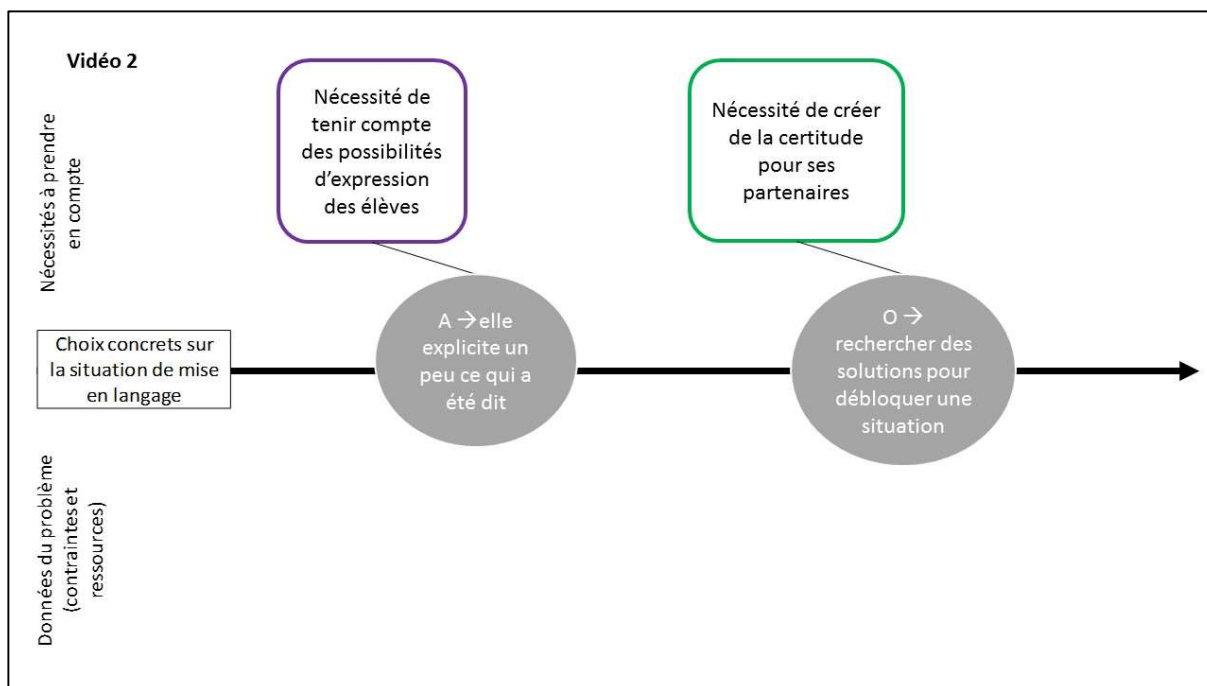 Vidéo 2
Nécessités à prendre
en compte
Nécessité de
tenir compte
des possibilités
d'expression
des élèves
Nécessité de créer
de la certitude
pour ses
partenaires
Choix concrets sur
la situation de mise
en langage
A →elle
explicite un
peu ce qui a
été dit
O →
rechercher des
solutions pour
débloquer une
situation
Données du problème
(contraintes et
ressources)